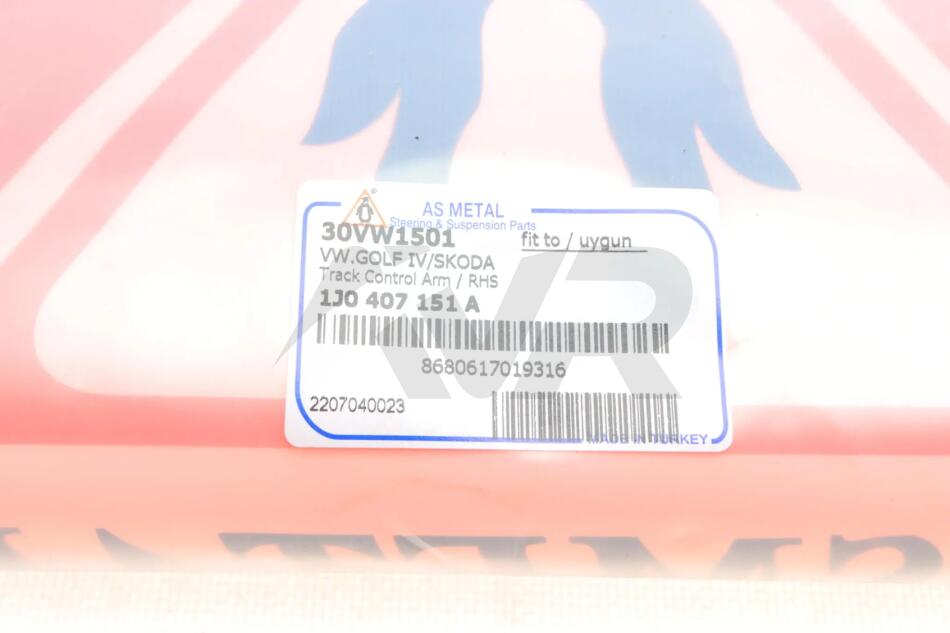 AS METAL
Steering & Suspension Parts
30VW1501
fit to / uygun
VW.GOLF IV/SKODA
Track Control Arm / RHS
1J0 407 151 A
8680617019316
2207040023
MADE IN TURKEY